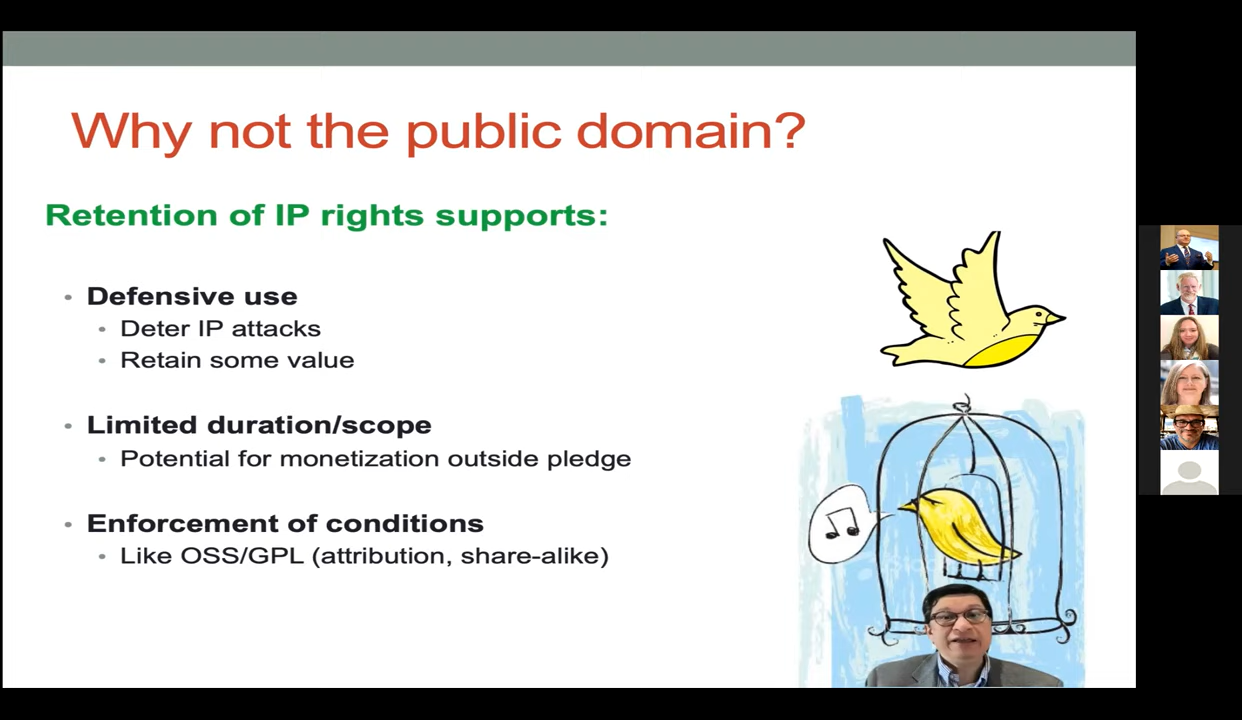 Why not the public domain?
Retention of IP rights supports:
• Defensive use
• Deter IP attacks
• Retain some value
• Limited duration/scope
• Potential for monetization outside pledge
• Enforcement of conditions
• Like OSS/GPL (attribution, share-alike)